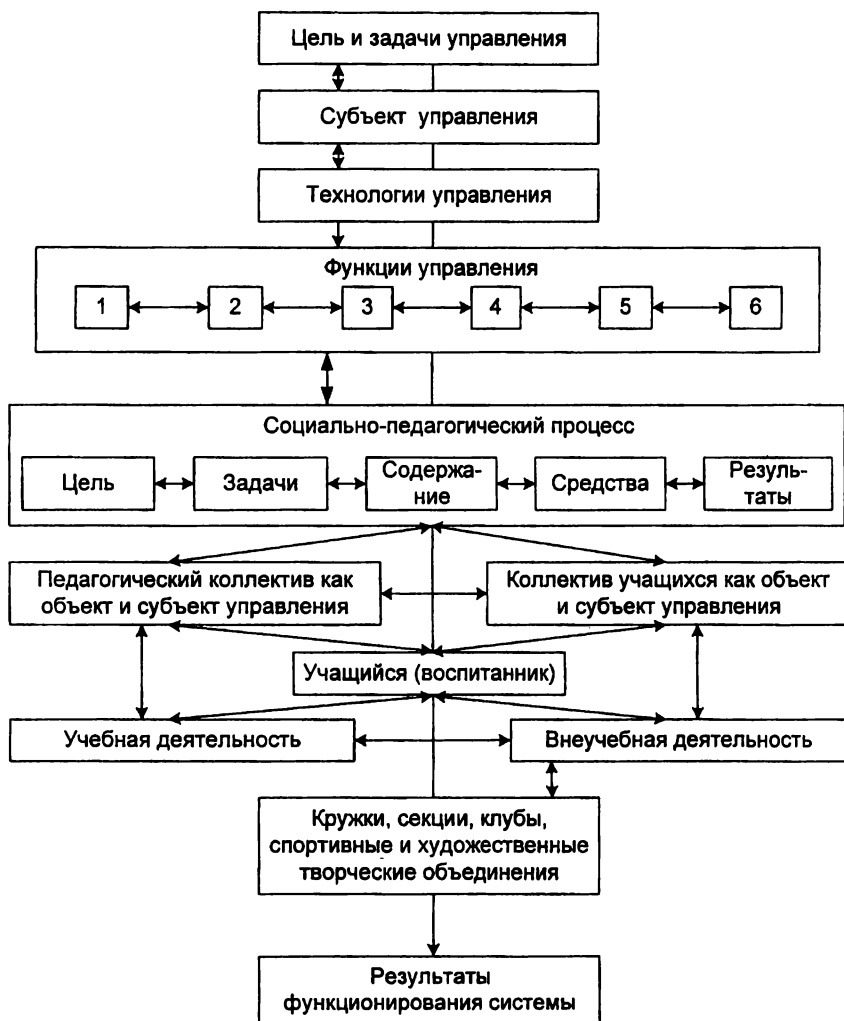 Цель и задачи управления
Субъект управления
Технологии управления
Функции управления
1 2 3 4 5 6
Социально-педагогический процесс
Цель Задачи Содержа- Средства Резуль-
ние таты
Педагогический коллектив как
объект и субъект управления
Коллектив учащихся как объект
и субъект управления
Учащийся (воспитанник)
Учебная деятельность Внеучебная деятельность
Кружки, секции, клубы,
спортивные и художественные
творческие объединения
Результаты
функционирования системы